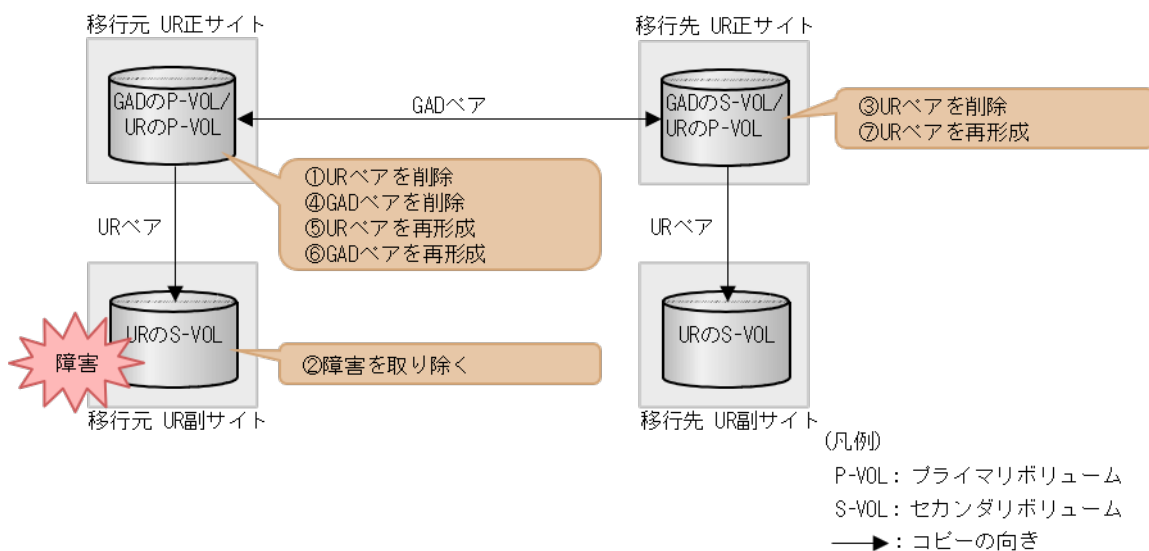 移行元 UR正サイト
移行先 UR正サイト
GADのP-VOL/
URのP-VOL
GADペア
GADのS-VOL/
URのP-VOL
③URペアを削除
⑦URペアを再形成
①URペアを削除
④GADペアを削除
⑤URペアを再形成
⑥GADペアを再形成
URペア
URペア
URのS-VOL
URのS-VOL
障害
②障害を取り除く
移行元 UR副サイト
移行先 UR副サイト
(凡例)
P-VOL: プライマリボリューム
S-VOL: セカンダリボリューム
: コピーの向き